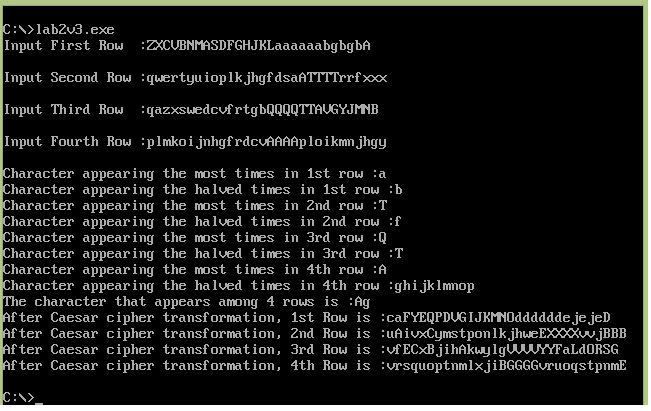 C:\>lab2v3.exe
Input First Row  :ZXCVBNMASDFGHJKLaaaaaabgbgbA
Input Second Row :qwertyuioplkjhgfdsaATTTTrrfxxx
Input Third Row  :qazxswedcvfrtgbQQQQTTAVGYJMNB
Input Fourth Row :plmkoijnhgfrdcvAAAAploikmnjhgy
Character appearing the most times in 1st row :a
Character appearing the halved times in 1st row :b
Character appearing the most times in 2nd row :T
Character appearing the halved times in 2nd row :f
Character appearing the most times in 3rd row :Q
Character appearing the halved times in 3rd row :T
Character appearing the most times in 4th row :A
Character appearing the halved times in 4th row :ghijklmnop
The character that appears among 4 rows is :Ag
After Caesar cipher transformation, 1st Row is :caFYEQPDVGIJKMNOddddddejejeD
After Caesar cipher transformation, 2nd Row is :uAivxCymstponlkjhweEXXXXvvjBBB
After Caesar cipher transformation, 3rd Row is :vfECxBjihAkwylgVVVVYYFaLdORSG
After Caesar cipher transformation, 4th Row is :vrsquoptnmlxjiBGGGGvruoqstpnmE
C:\>_